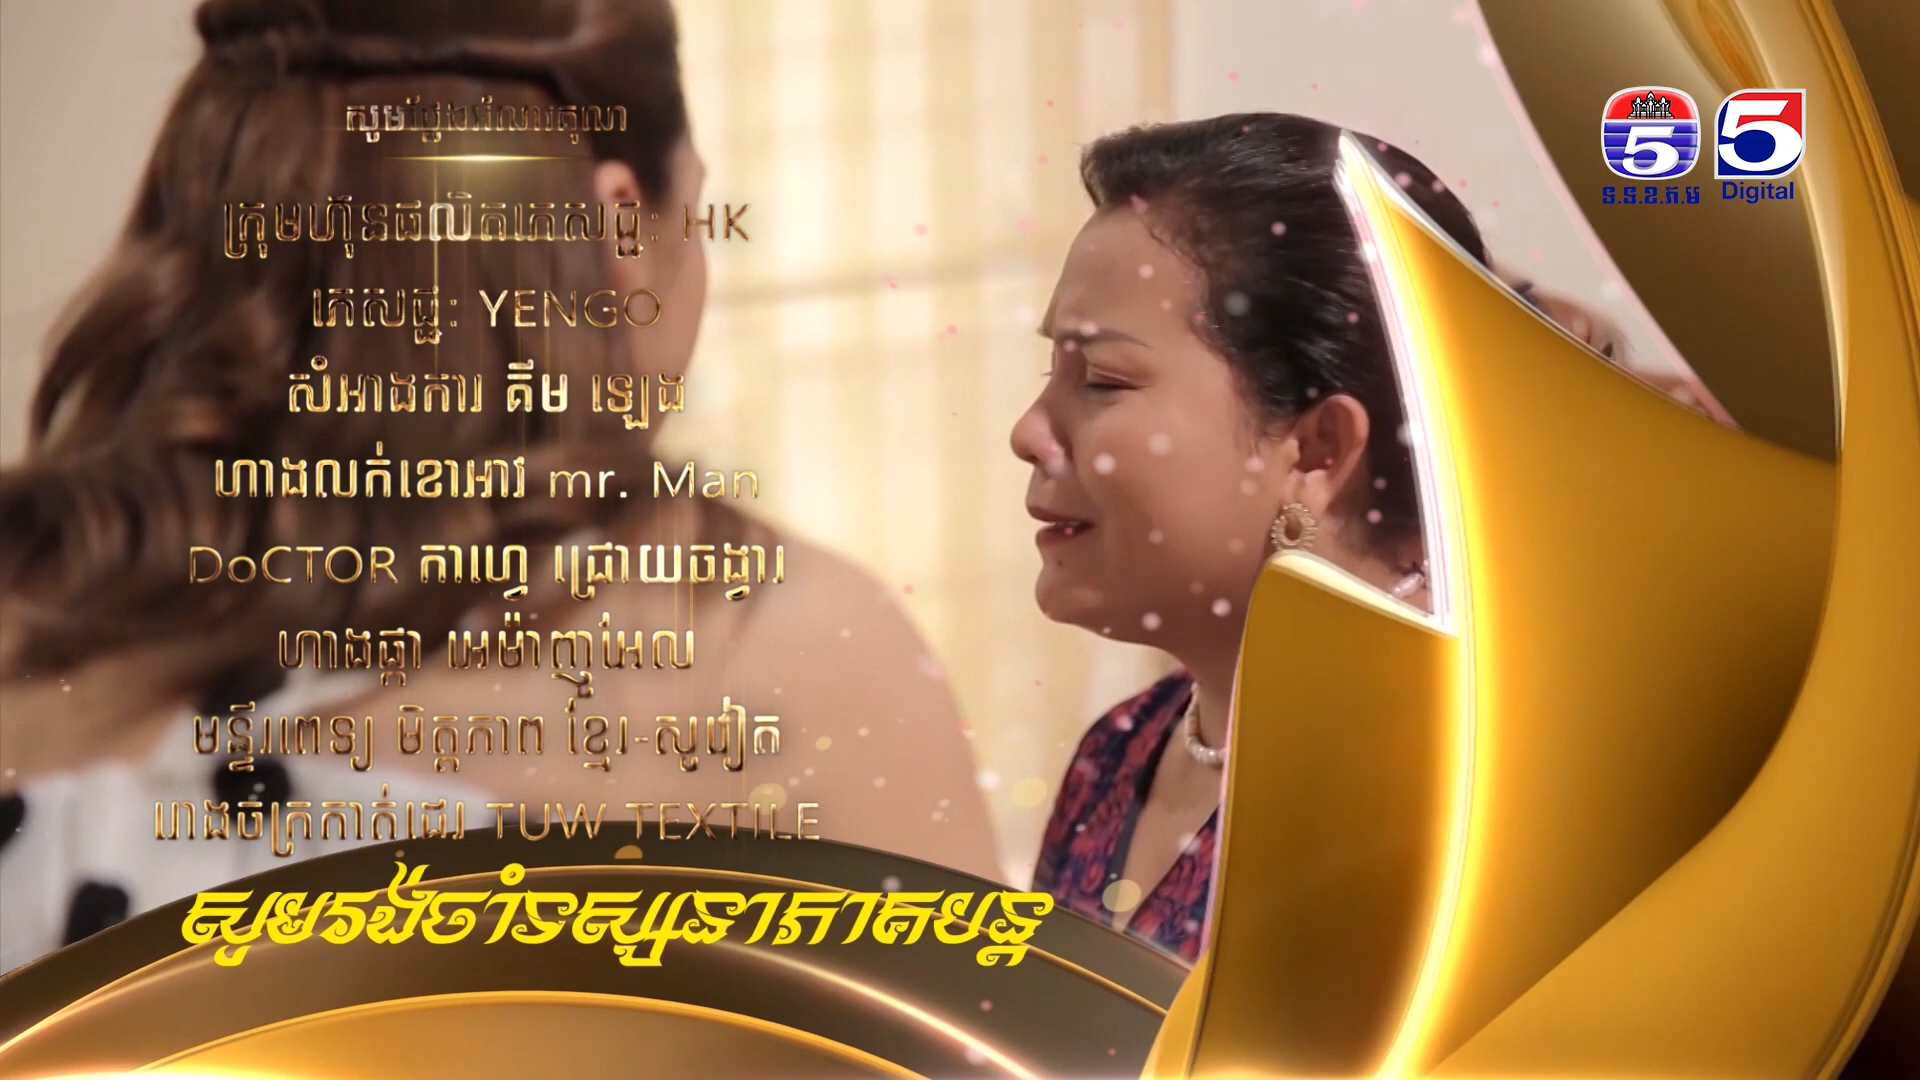 សូមថ្លែងអំណរគុណ
ក្រុមហ៊ុនផលិតភេសជ្ជៈ HK
ភេសជ្ជៈ YENGO
សំអាងការ គីម ឡេង
ហាងលក់ខោអាវ mr. Man
DoCTOR កាហ្វេ ជ្រោយចង្វារ
ហាងផ្កា អេម៉ាញូអែល
មន្ទីរពេទ្យ មិត្តភាព ខ្មែរ-សូវៀត
រោងចក្រកាត់ដេរ TUW TEXTILE
សូមរង់ចាំទស្សនាភាគបន្ត
5
ទ.ទ.ខ.ភ.ម
5
Digital